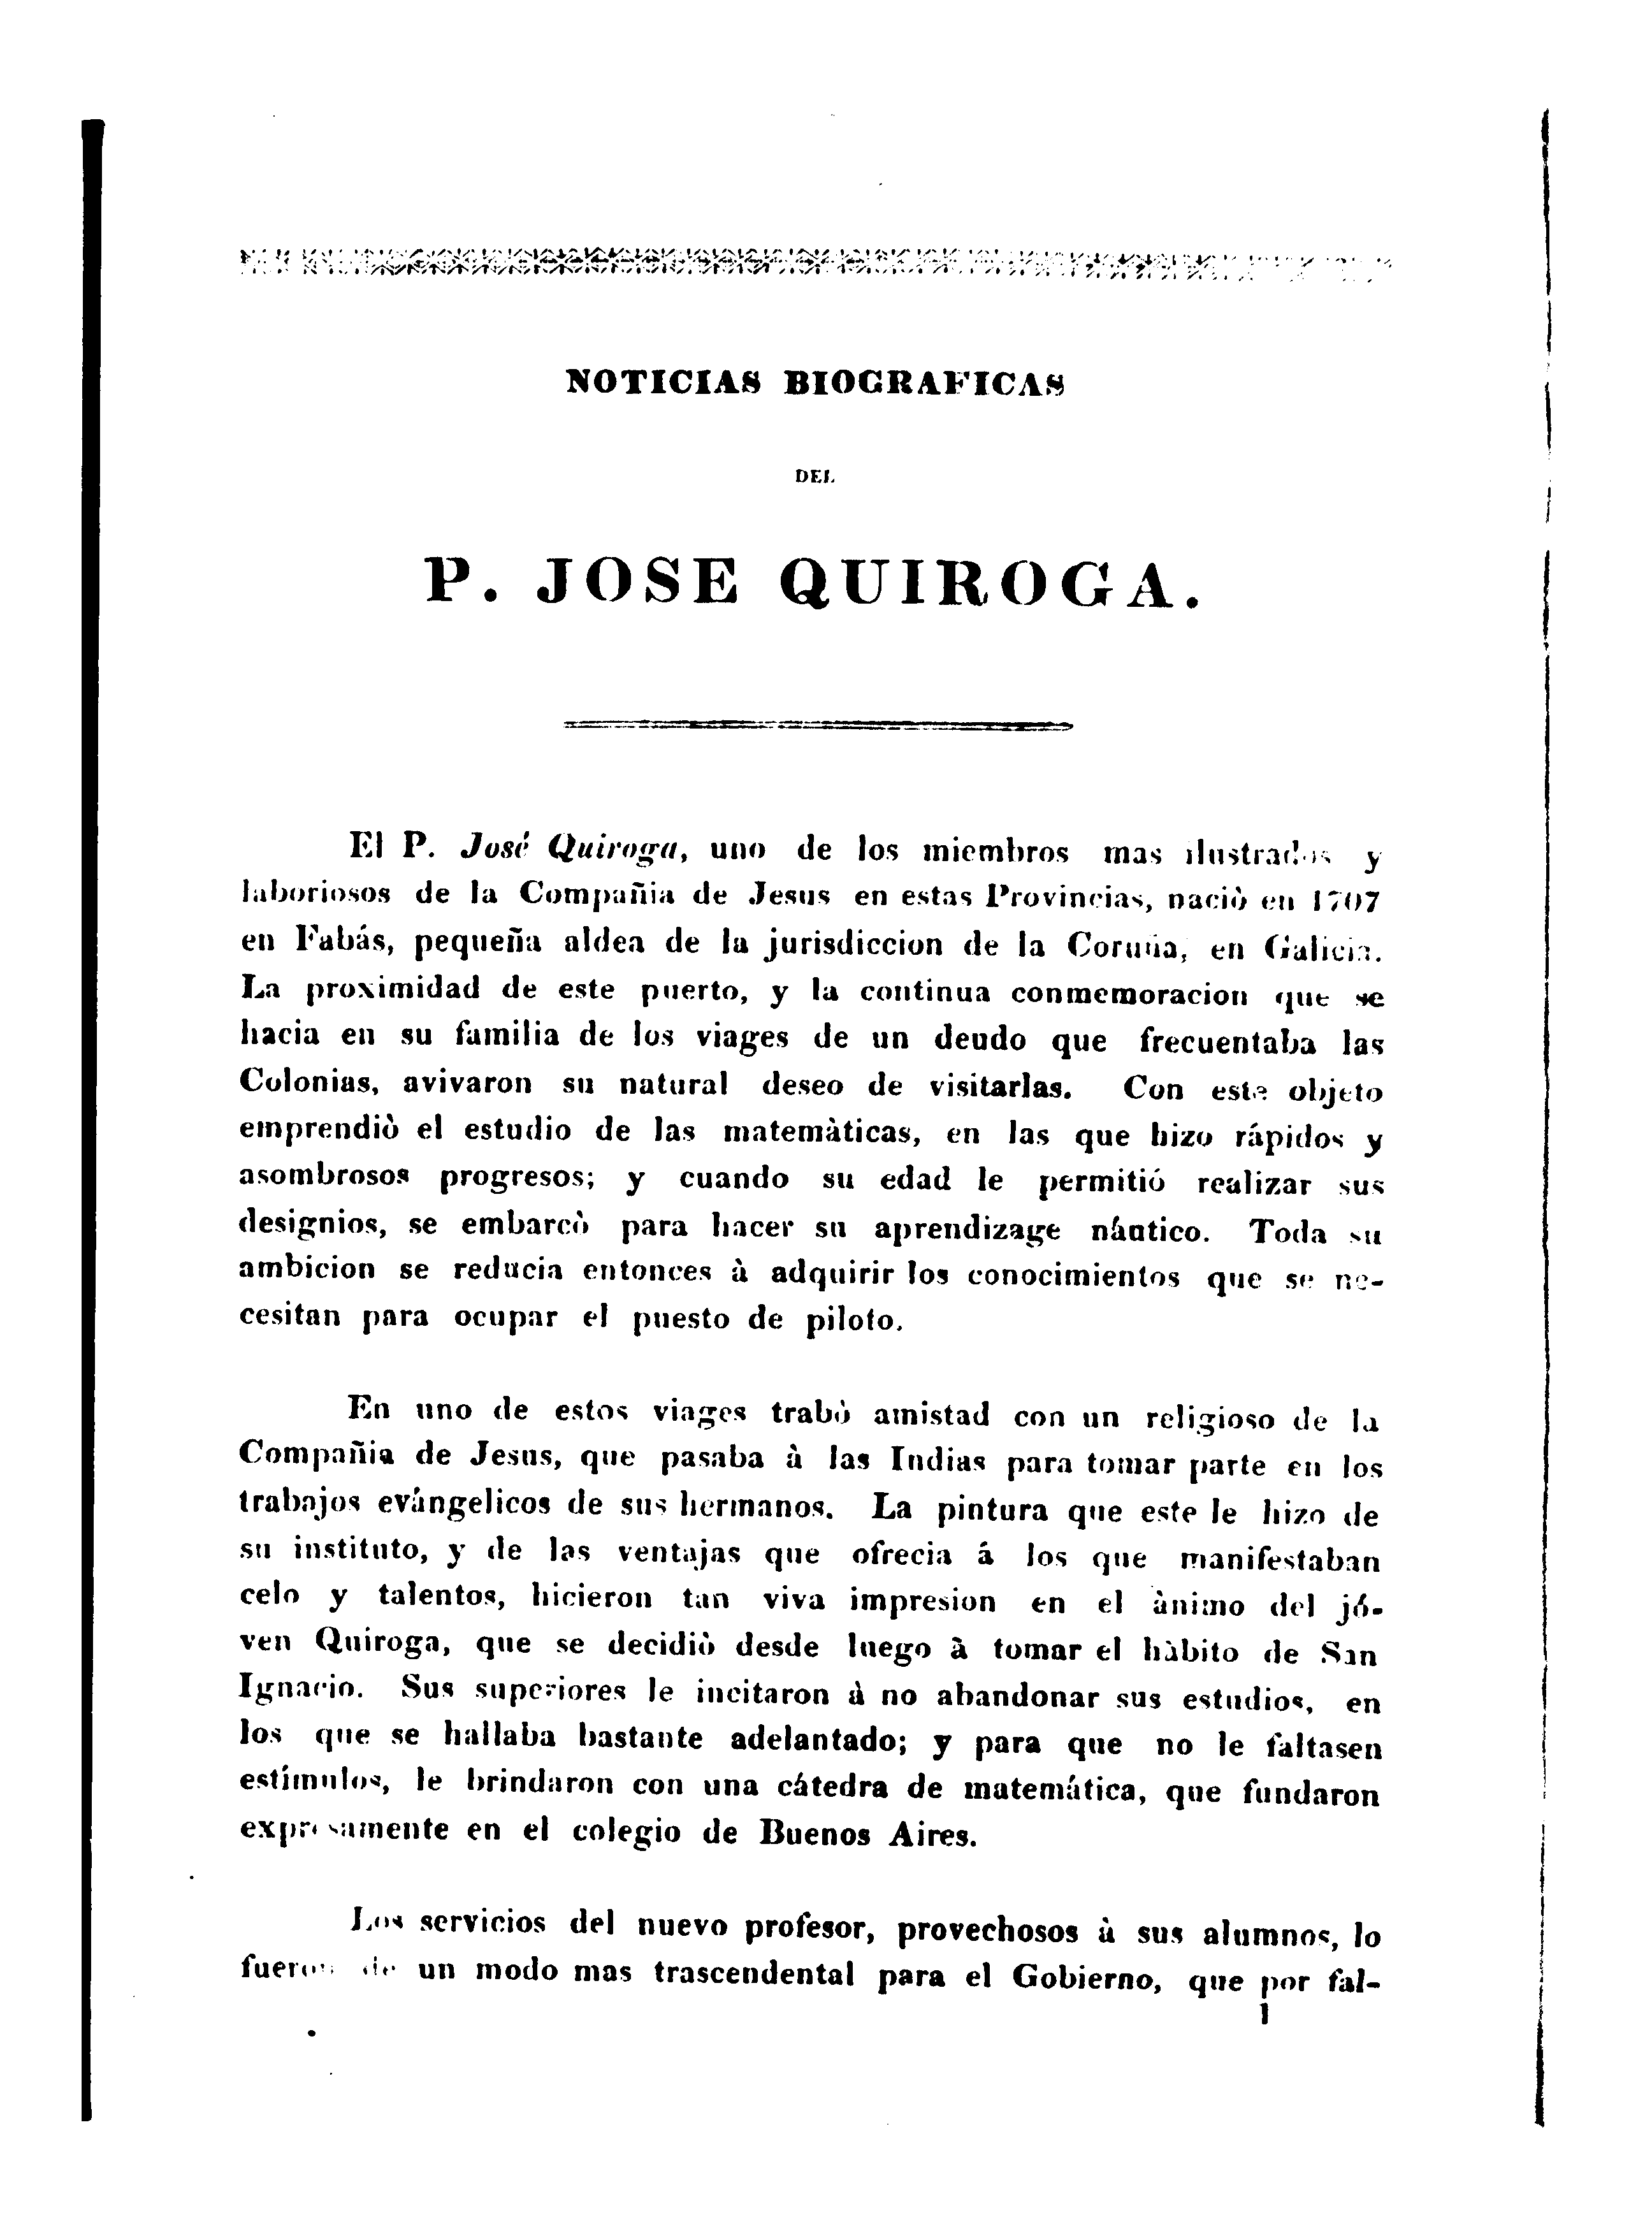 NOTICIAS BIOGRAFICAS
DEL
P. JOSE QUIROGA.
El P. José Quiroga, uno de los miembros mas ilustrados y
laboriosos de la Compañia de Jesus en estas Provincias, naciò en 1707
en Fabás, pequeña aldea de la jurisdiccion de la Coruña, en Galicia.
La proximidad de este puerto, y la continua conmemoracion que se
hacia en su familia de los viages de un deudo que frecuentaba las
Colonias, avivaron su natural deseo de visitarlas. Con este objeto
emprendiò el estudio de las matemàticas, en las que hizo rápidos y
asombrosos progresos; y cuando su edad le permitió realizar sus
designios, se embarcò para hacer su aprendizage náutico. Toda su
ambicion se reducia entonces à adquirir los conocimientos que se ne-
cesitan para ocupar el puesto de piloto.
En uno de estos viages trabò amistad con un religioso de la
Compañia de Jesus, que pasaba à las Indias para tomar parte en los
trabajos evángelicos de sus hermanos. La pintura que este le hizo de
su instituto, y de las ventajas que ofrecia á los que manifestaban
celo y talentos, hicieron tan viva impresion en el ànimo del jó-
ven Quiroga, que se decidiò desde luego à tomar el hàbito de San
Ignacio. Sus superiores le incitaron à no abandonar sus estudios, en
los que se hallaba bastante adelantado; y para que no le faltasen
estímulos, le brindaron con una cátedra de matemática, que fundaron
expresamente en el colegio de Buenos Aires.
Los servicios del nuevo profesor, provechosos à sus alumnos, lo
fueron de un modo mas trascendental para el Gobierno, que por fal-
1